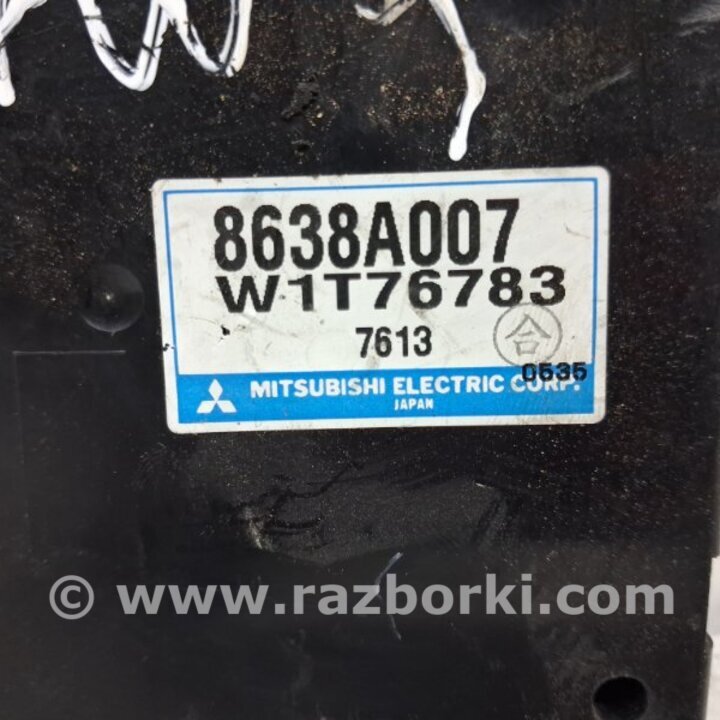 8638A007
W1T76783
7613
合
0535
MITSUBISHI ELECTRIC CORP.
JAPAN
© www.razborki.com